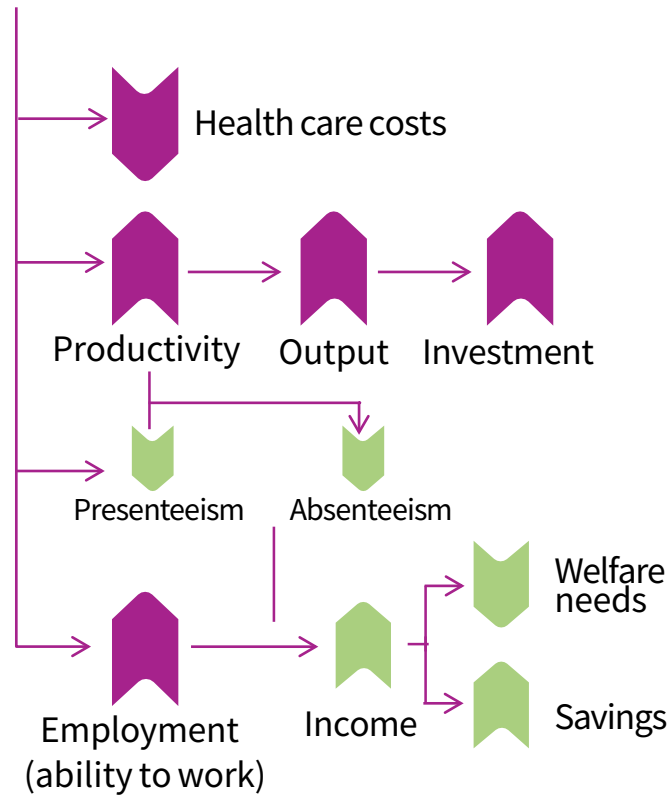 Health care costs
Productivity
Output
Investment
Presenteeism
Absenteeism
Welfare
needs
Employment
(ability to work)
Income
Savings